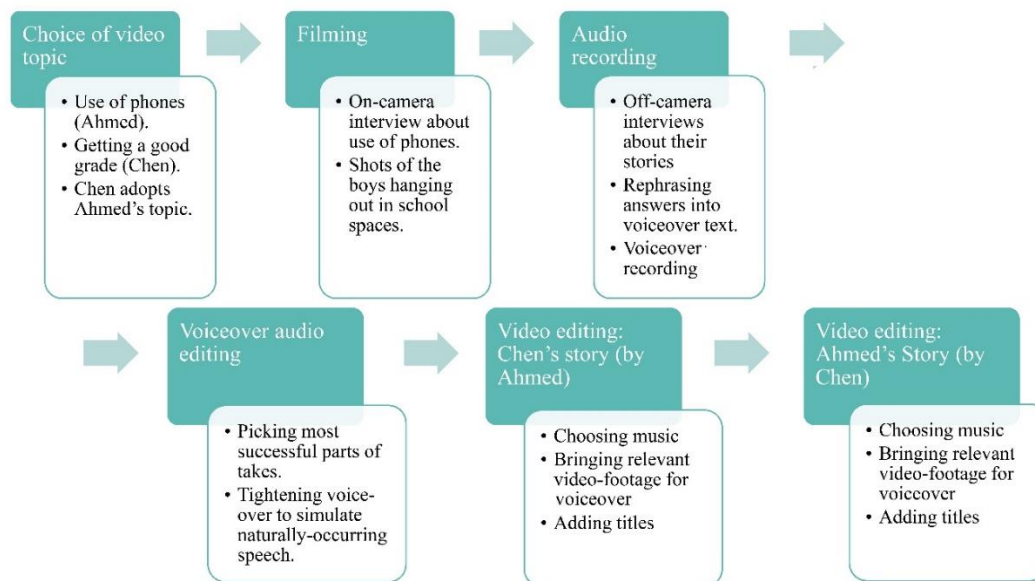 Choice of video
topic
• Use of phones
(Ahmed).
• Getting a good
grade (Chen).
• Chen adopts
Ahmed's topic.
Filming
• On-camera
interview about
use of phones.
• Shots of the
boys hanging
out in school
spaces.
Audio
recording
• Off-camera
interviews
about their
stories
• Rephrasing
answers into
voiceover text.
• Voiceover
recording
Voiceover audio
editing
• Picking most
successful parts of
takes.
• Tightening voice-
over to simulate
naturally-occurring
speech.
Video editing:
Chen's story (by
Ahmed)
• Choosing music
• Bringing relevant
video-footage for
voiceover
• Adding titles
Video editing:
Ahmed's Story (by
Chen)
• Choosing music
• Bringing relevant
video-footage for
voiceover
• Adding titles